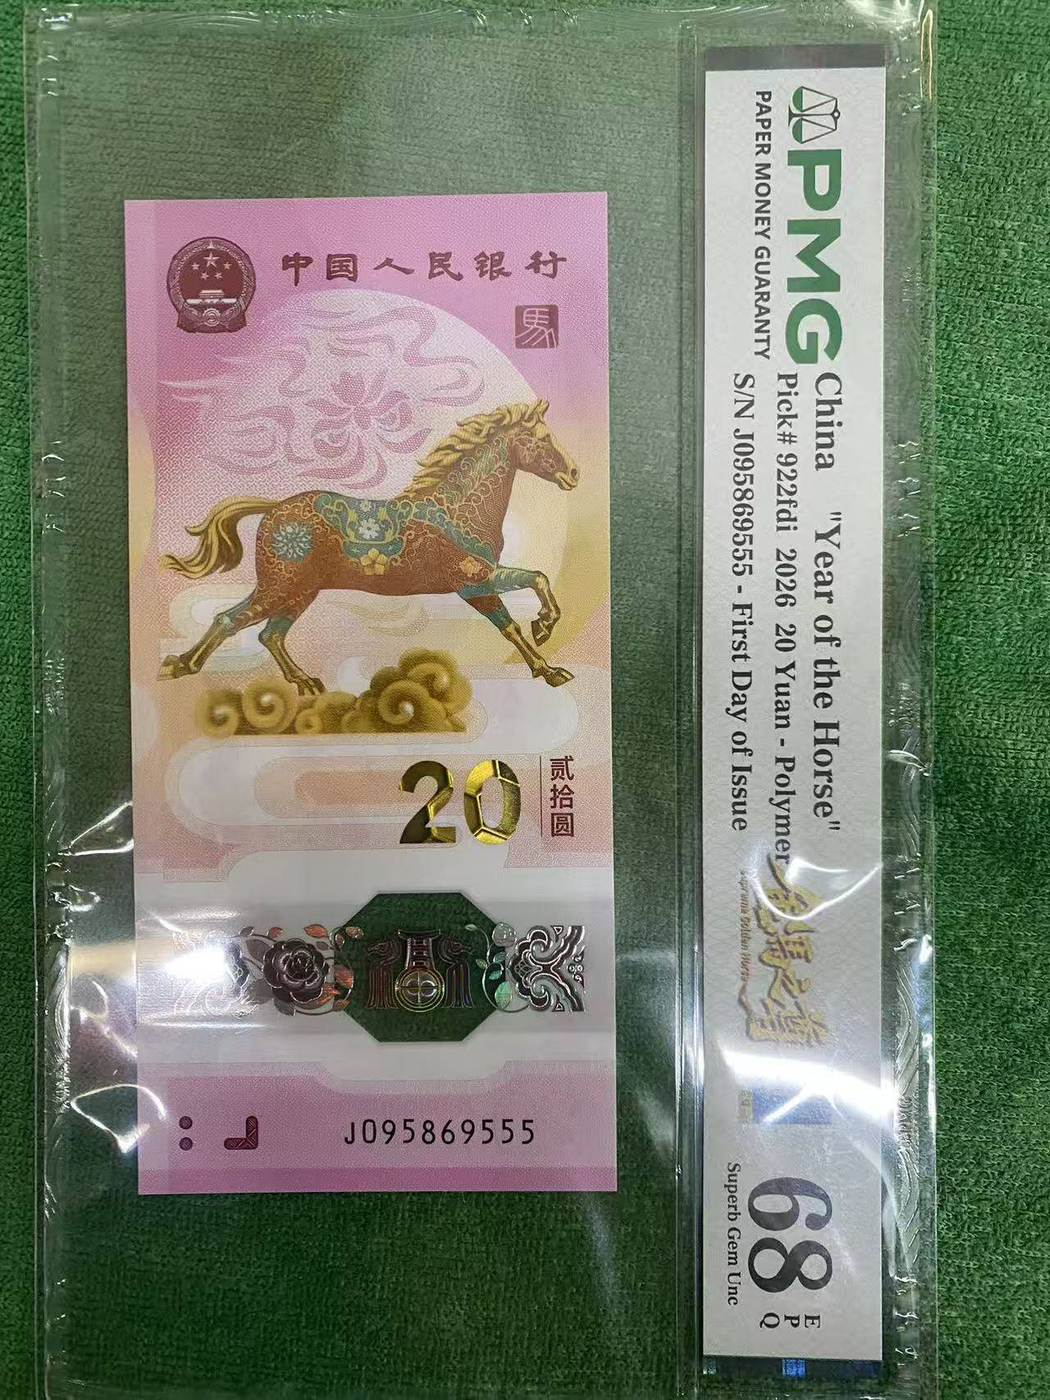 中国人民银行
馬
20
贰拾圆
J095869555
PMG
PAPER MONEY GUARANTY
China "Year of the Horse"
Pick# 922fdi 2026 20 Yuan - Polymer
S/N J095869555 - First Day of Issue
68
EPQ
Superb Gem Unc